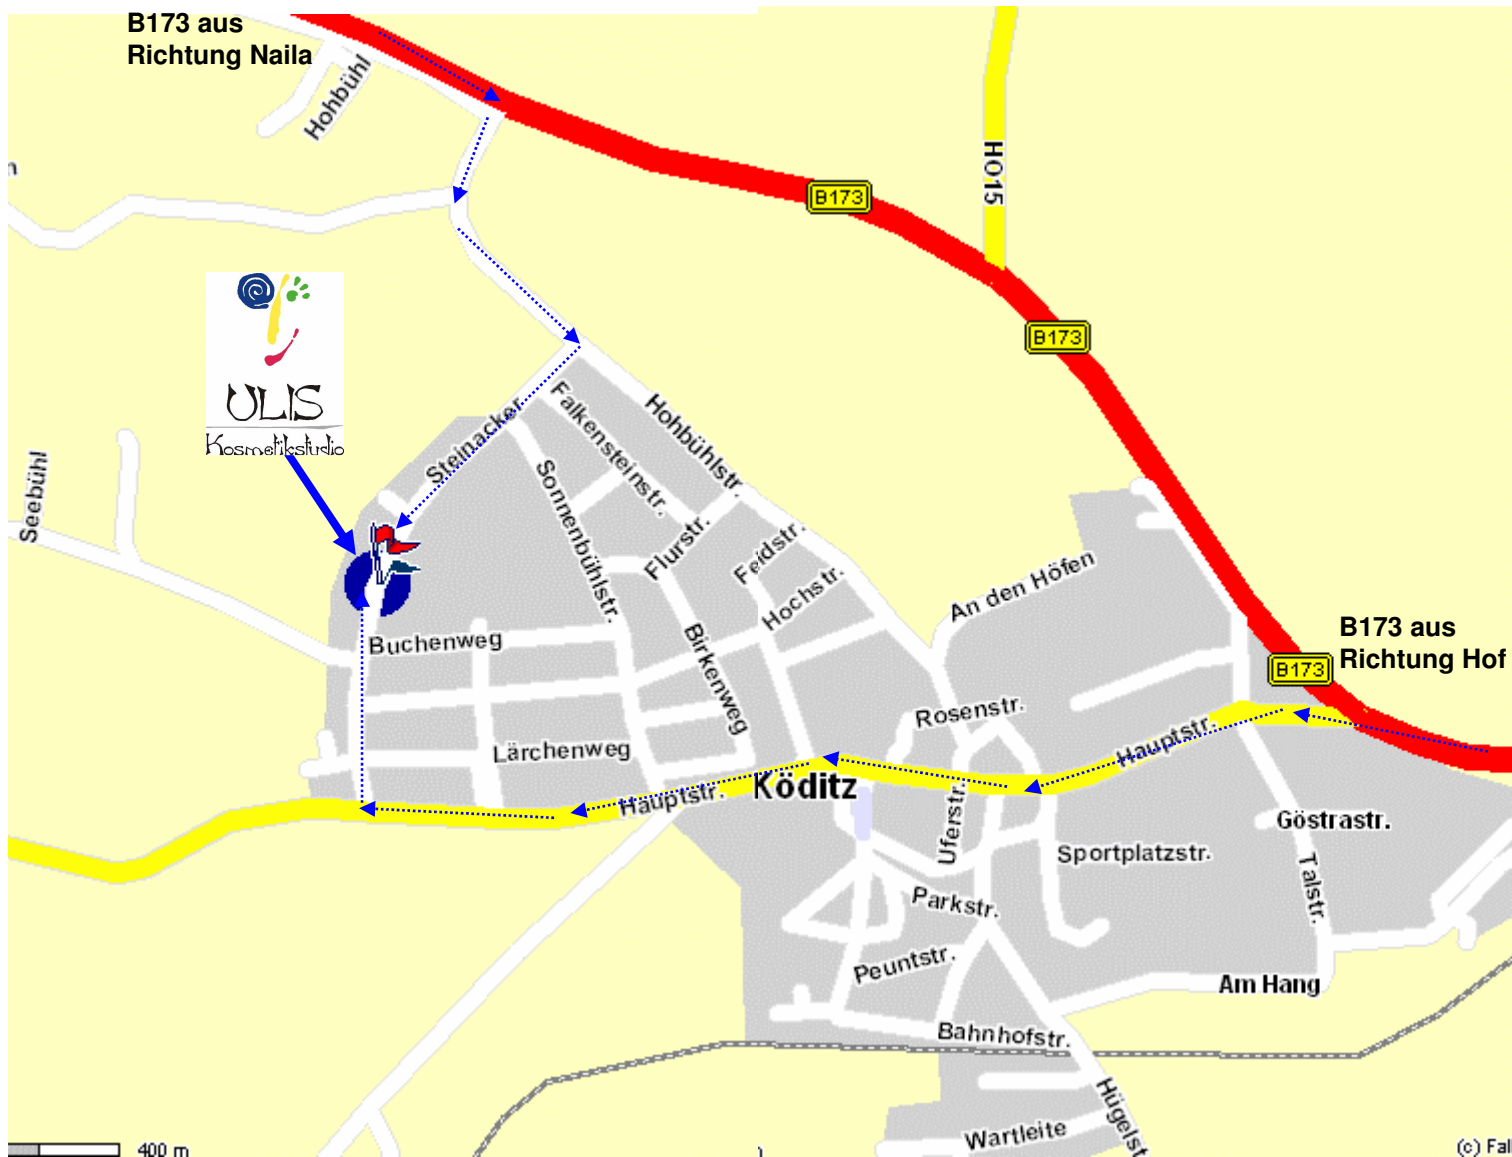 B173 aus
Richtung Naila
Hohbühl
n
HO15
B173
B173
ULIS
Kosmetikstudio
Steinacker
Falkensteinstr.
Hohbühlstr.
Seebühl
Sonnenbühlstr.
Flurstr.
Feldstr.
Hochstr.
An den Höfen
B173 aus
Richtung Hof
B173
Buchenweg
Birkenweg
Rosenstr.
Hauptstr.
Lärchenweg
Hauptstr.
Köditz
Uferstr.
Göstrastr.
Sportplatzstr.
Talstr.
Parkstr.
Peuntstr.
Am Hang
Bahnhofstr.
Hügelst
Wartleite
400 m
(c) Fal